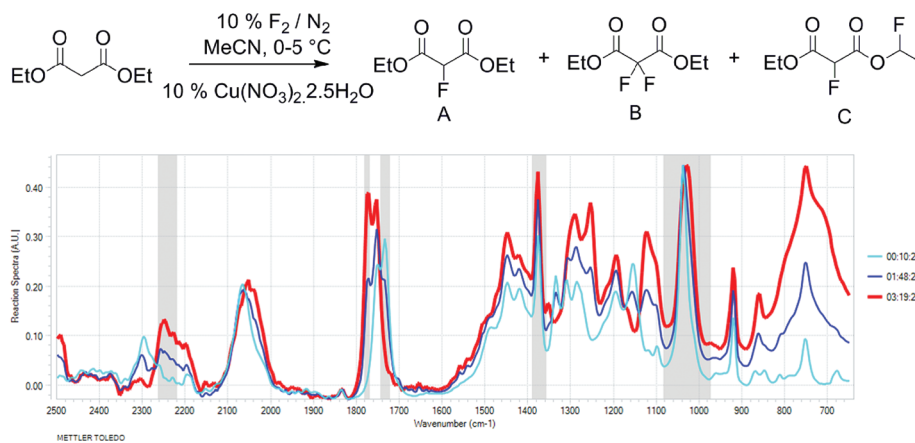 10 % F2 / N2
MeCN, 0-5 °C
10 % Cu(NO3)2.2.5H2O
O O
EtO OEt
+
O O
EtO OEt
F
A
+
O O
EtO OEt
F F
B
+
F
O O
EtO O
F
C
Reaction Spectra [A.U.]
0.40
0.30
0.20
0.10
0.00
2500 2400 2300 2200 2100 2000 1900 1800 1700 1600 1500 1400 1300 1200 1100 1000 900 800 700
Wavenumber (cm-1)
00:10:2
01:48:2
03:19:2
METTLER TOLEDO